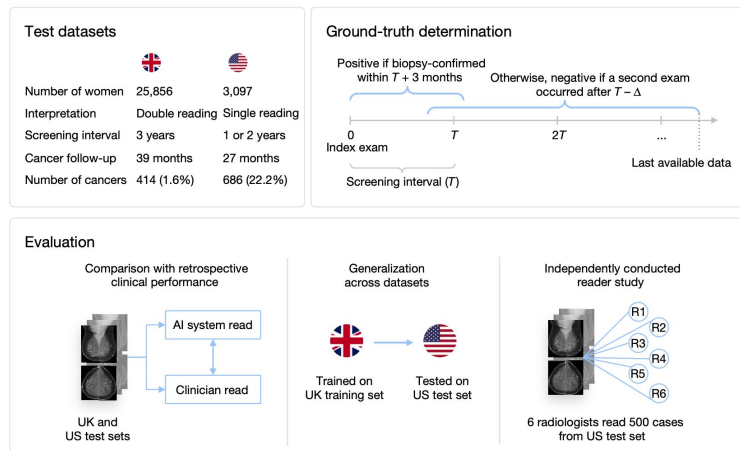 Test datasets
Number of women 25,856 3,097
Interpretation Double reading Single reading
Screening interval 3 years 1 or 2 years
Cancer follow-up 39 months 27 months
Number of cancers 414 (1.6%) 686 (22.2%)
Ground-truth determination
Positive if biopsy-confirmed
within T + 3 months
Otherwise, negative if a second exam
occurred after T – Δ
0 T 2T ...
Index exam
Last available data
Screening interval (T)
Evaluation
Comparison with retrospective
clinical performance
AI system read
Clinician read
UK and
US test sets
Generalization
across datasets
Trained on
UK training set
Tested on
US test set
Independently conducted
reader study
R1
R2
R3
R4
R5
R6
6 radiologists read 500 cases
from US test set